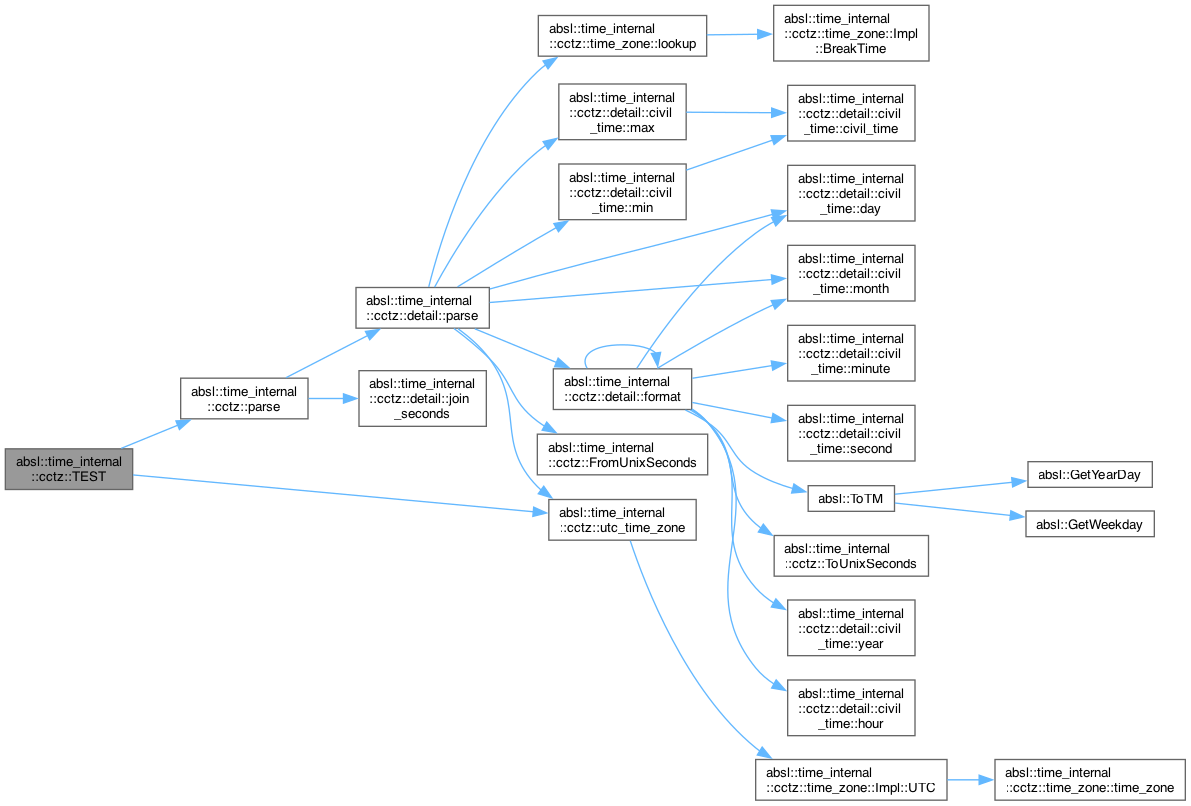 absl::time_internal
::cctz::TEST
absl::time_internal
::cctz::parse
absl::time_internal
::cctz::detail::parse
absl::time_internal
::cctz::detail::join
_seconds
absl::time_internal
::cctz::time_zone::lookup
absl::time_internal
::cctz::detail::civil
_time::max
absl::time_internal
::cctz::detail::civil
_time::min
absl::time_internal
::cctz::detail::format
absl::time_internal
::cctz::FromUnixSeconds
absl::time_internal
::cctz::utc_time_zone
absl::time_internal
::cctz::time_zone::Impl
::BreakTime
absl::time_internal
::cctz::detail::civil
_time::civil_time
absl::time_internal
::cctz::detail::civil
_time::day
absl::time_internal
::cctz::detail::civil
_time::month
absl::time_internal
::cctz::detail::civil
_time::minute
absl::time_internal
::cctz::detail::civil
_time::second
absl::ToTM
absl::time_internal
::cctz::ToUnixSeconds
absl::time_internal
::cctz::detail::civil
_time::year
absl::time_internal
::cctz::detail::civil
_time::hour
absl::time_internal
::cctz::time_zone::Impl::UTC
absl::GetYearDay
absl::GetWeekday
absl::time_internal
::cctz::time_zone::time_zone